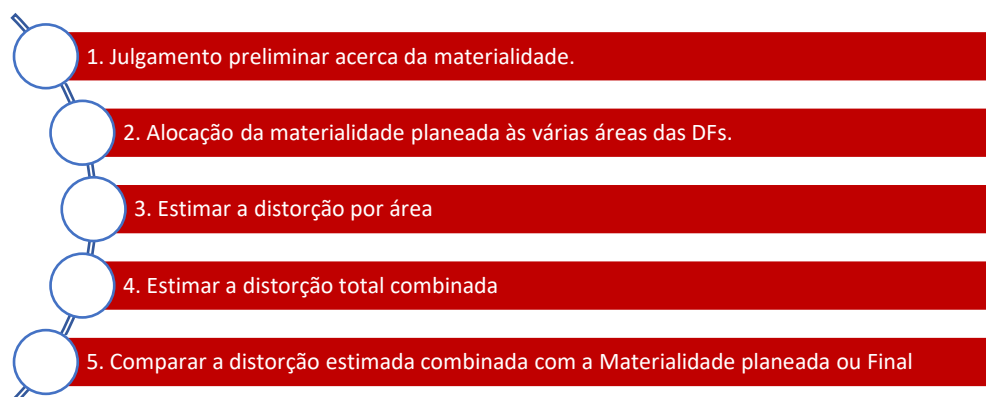 1. Julgamento preliminar acerca da materialidade.
2. Alocação da materialidade planeada às várias áreas das DFs.
3. Estimar a distorção por área
4. Estimar a distorção total combinada
5. Comparar a distorção estimada combinada com a Materialidade planeada ou Final